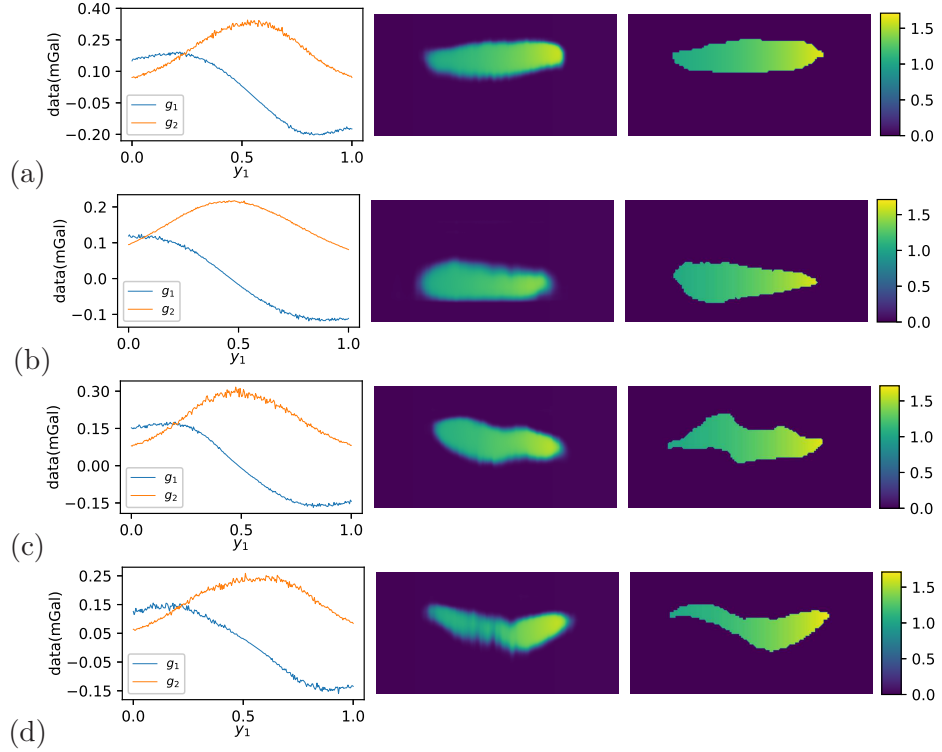 0.40
0.25
0.10
−0.05
−0.20
data(mGal)
g₁
g₂
0.0 0.5 1.0
y₁
1.5
1.0
0.5
0.0
(a)
0.2
0.1
0.0
−0.1
data(mGal)
g₁
g₂
0.0 0.5 1.0
y₁
1.5
1.0
0.5
0.0
(b)
0.30
0.15
0.00
−0.15
data(mGal)
g₁
g₂
0.0 0.5 1.0
y₁
1.5
1.0
0.5
0.0
(c)
0.25
0.15
0.05
−0.05
−0.15
data(mGal)
g₁
g₂
0.0 0.5 1.0
y₁
1.5
1.0
0.5
0.0
(d)